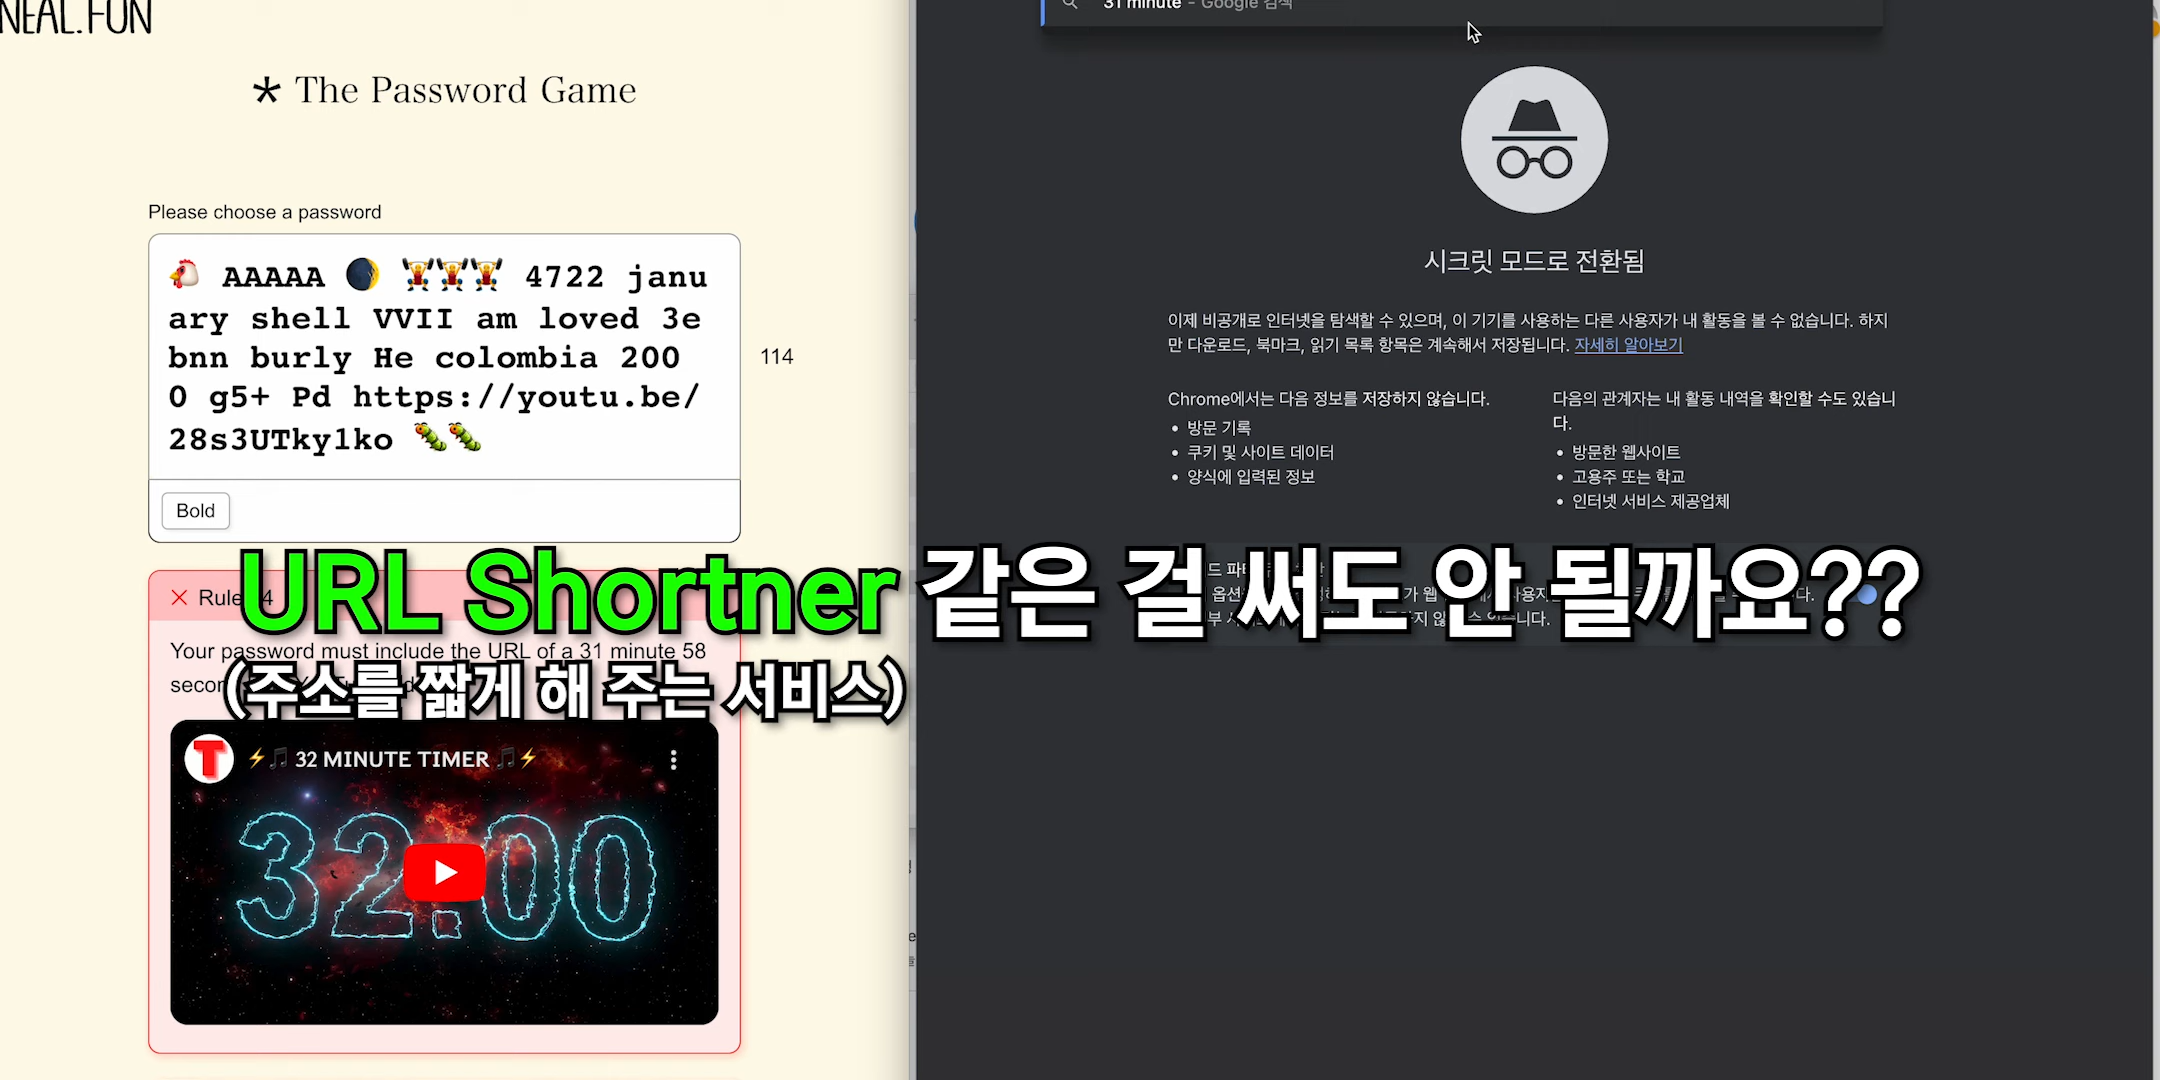 NEAL.FUN
* The Password Game
Please choose a password
🐔 AAAAA 🌒 🏋️🏋️🏋️ 4722 janu
ary shell VVII am loved 3e
bnn burly He colombia 200
0 g5+ Pd https://youtu.be/
28s3UTky1ko 🐛🐛
114
Bold
Your password must include the URL of a 31 minute 58
⚡🎵 32 MINUTE TIMER 🎵⚡
32:00
31 minute - Google 검색
시크릿 모드로 전환됨
이제 비공개로 인터넷을 탐색할 수 있으며, 이 기기를 사용하는 다른 사용자가 내 활동을 볼 수 없습니다. 하지
만 다운로드, 북마크, 읽기 목록 항목은 계속해서 저장됩니다. 자세히 알아보기
Chrome에서는 다음 정보를 저장하지 않습니다.
• 방문 기록
• 쿠키 및 사이트 데이터
• 양식에 입력된 정보
다음의 관계자는 내 활동 내역을 확인할 수도 있습니
다.
• 방문한 웹사이트
• 고용주 또는 학교
• 인터넷 서비스 제공업체
URL Shortner 같은 걸 써도 안 될까요??
(주소를 짧게 해 주는 서비스)